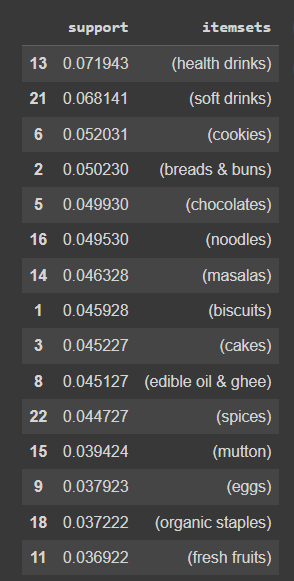 support itemsets
13 0.071943 (health drinks)
21 0.068141 (soft drinks)
6 0.052031 (cookies)
2 0.050230 (breads & buns)
5 0.049930 (chocolates)
16 0.049530 (noodles)
14 0.046328 (masalas)
1 0.045928 (biscuits)
3 0.045227 (cakes)
8 0.045127 (edible oil & ghee)
22 0.044727 (spices)
15 0.039424 (mutton)
9 0.037923 (eggs)
18 0.037222 (organic staples)
11 0.036922 (fresh fruits)